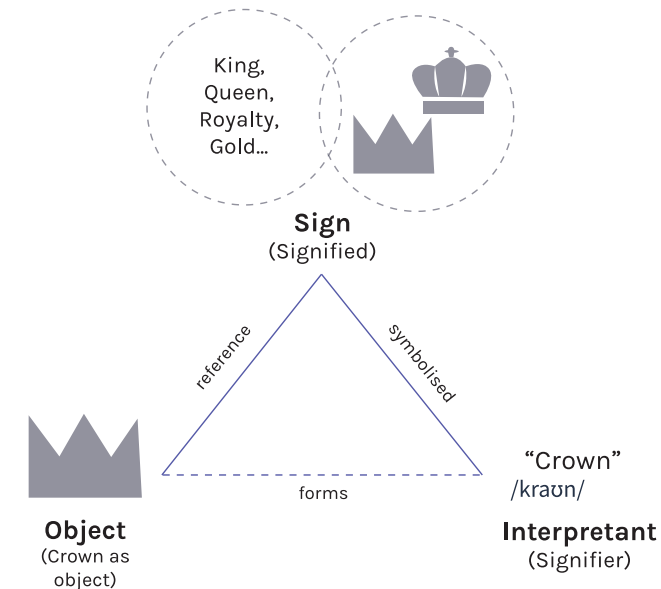 King,
Queen,
Royalty,
Gold...
Sign
(Signified)
reference
symbolised
forms
“Crown”
/kraʊn/
Object
(Crown as
object)
Interpretant
(Signifier)